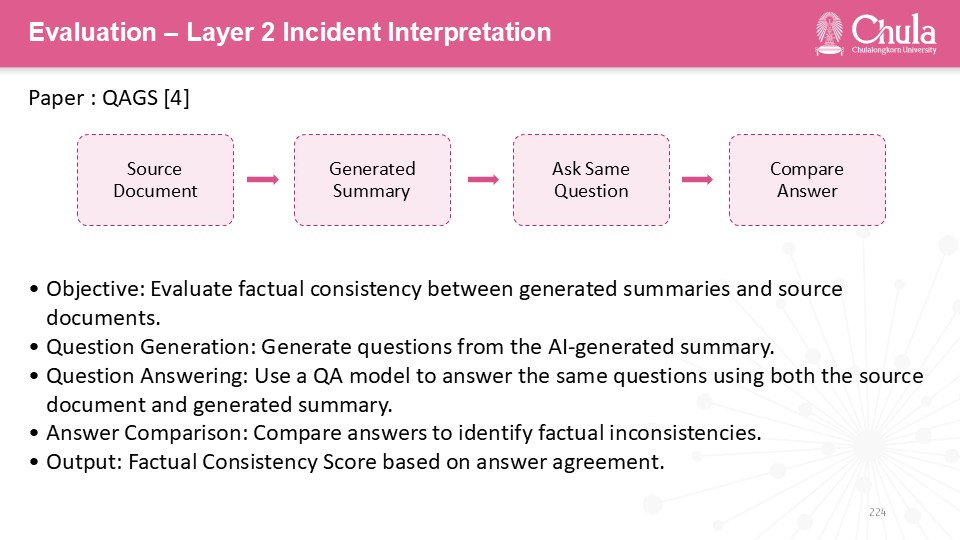 Evaluation – Layer 2 Incident Interpretation
Chula
Chulalongkorn University
Paper : QAGS [4]
Source
Document
Generated
Summary
Ask Same
Question
Compare
Answer
• Objective: Evaluate factual consistency between generated summaries and source
documents.
• Question Generation: Generate questions from the AI-generated summary.
• Question Answering: Use a QA model to answer the same questions using both the source
document and generated summary.
• Answer Comparison: Compare answers to identify factual inconsistencies.
• Output: Factual Consistency Score based on answer agreement.
224